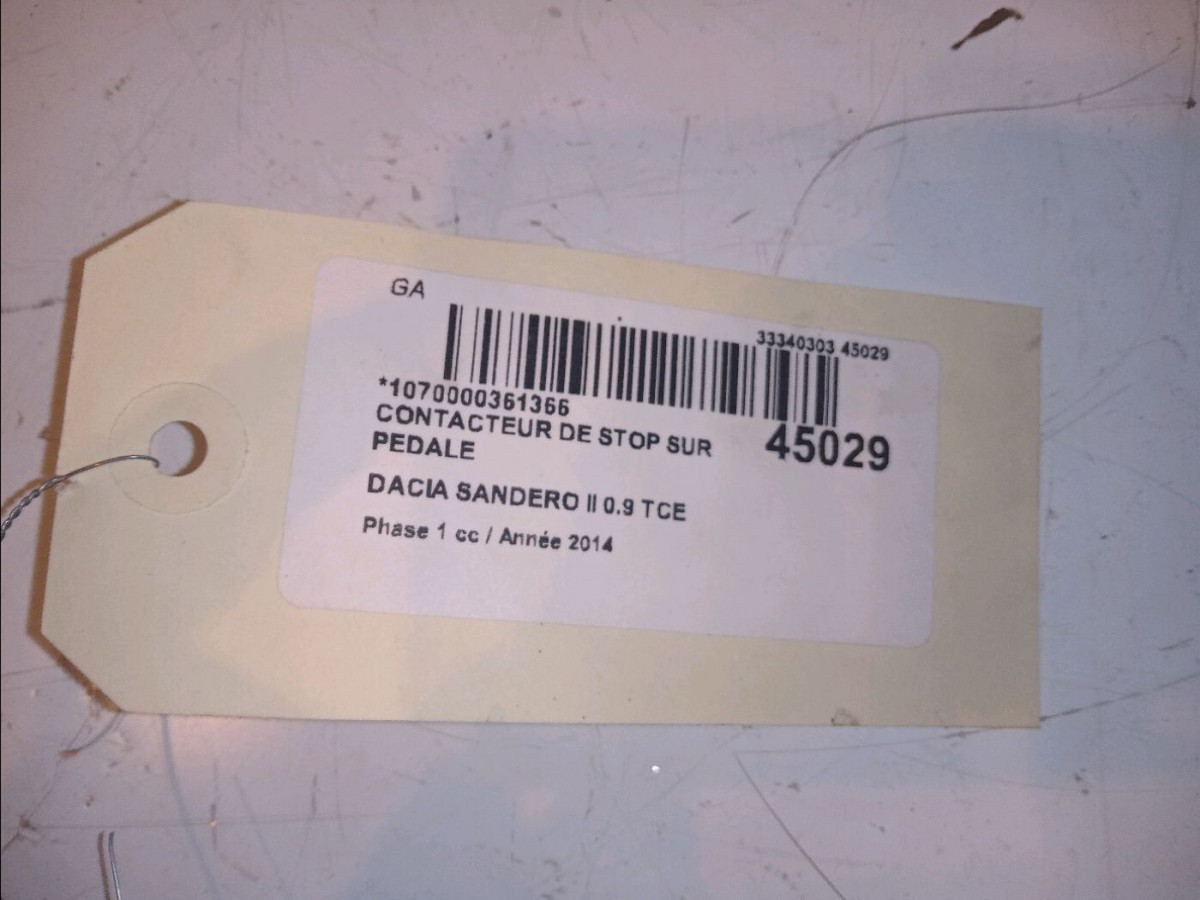 GA
33340303 45029
*1070000361366
CONTACTEUR DE STOP SUR
PEDALE
45029
DACIA SANDERO II 0.9 TCE
Phase 1 cc / Année 2014